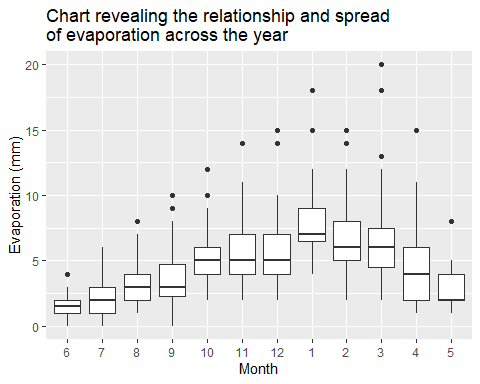 Chart revealing the relationship and spread
of evaporation across the year
Evaporation (mm)
20
15
10
5
0
6 7 8 9 10 11 12 1 2 3 4 5
Month